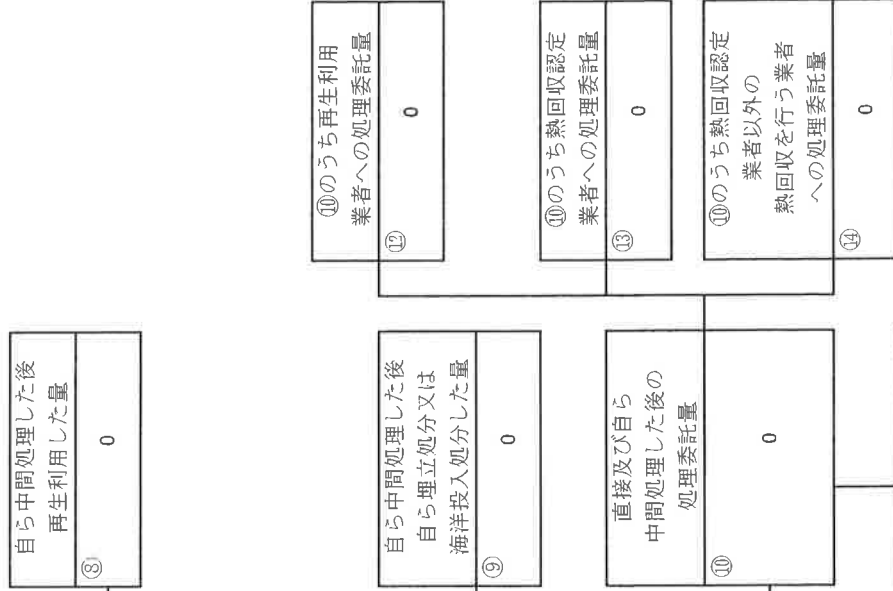 自ら中間処理した後
再生利用した量
⑧
0
自ら中間処理した後
自ら埋立処分又は
海洋投入処分した量
⑨
0
直接及び自ら
中間処理した後の
処理委託量
⑩
0
⑩のうち再生利用
業者への処理委託量
⑫
0
⑩のうち熱回収認定
業者への処理委託量
⑬
0
⑩のうち熱回収認定
業者以外の
熱回収を行う業者
への処理委託量
⑭
0